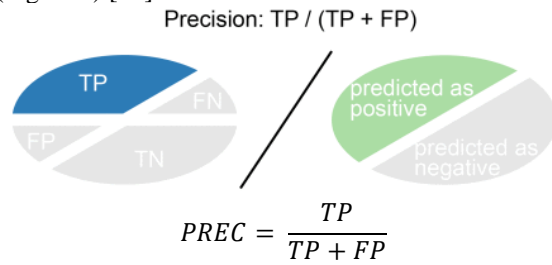 Precision: TP / (TP + FP)
TP
FN
FP
TN
predicted as
positive
predicted as
negative
PREC = TP / TP + FP